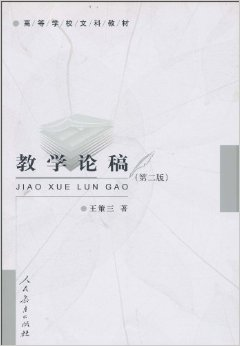 高/等/学/校/文/科/教/材
教学论稿
(第二版)
JIAO XUE LUN GAO
王策三 著
人民教育出版社